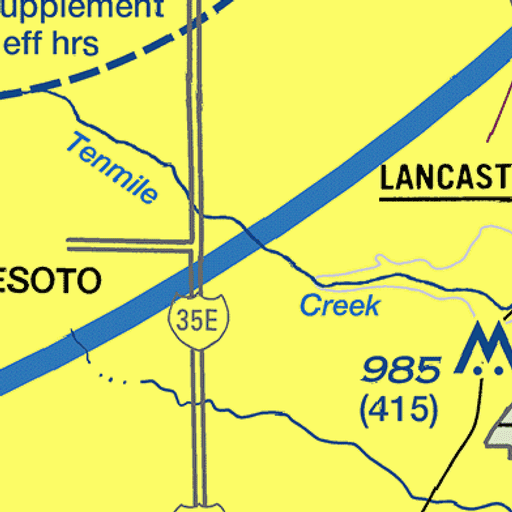 upplement
eff hrs
Tenmile
LANCAST
ESOTO
Creek
35E
985
(415)